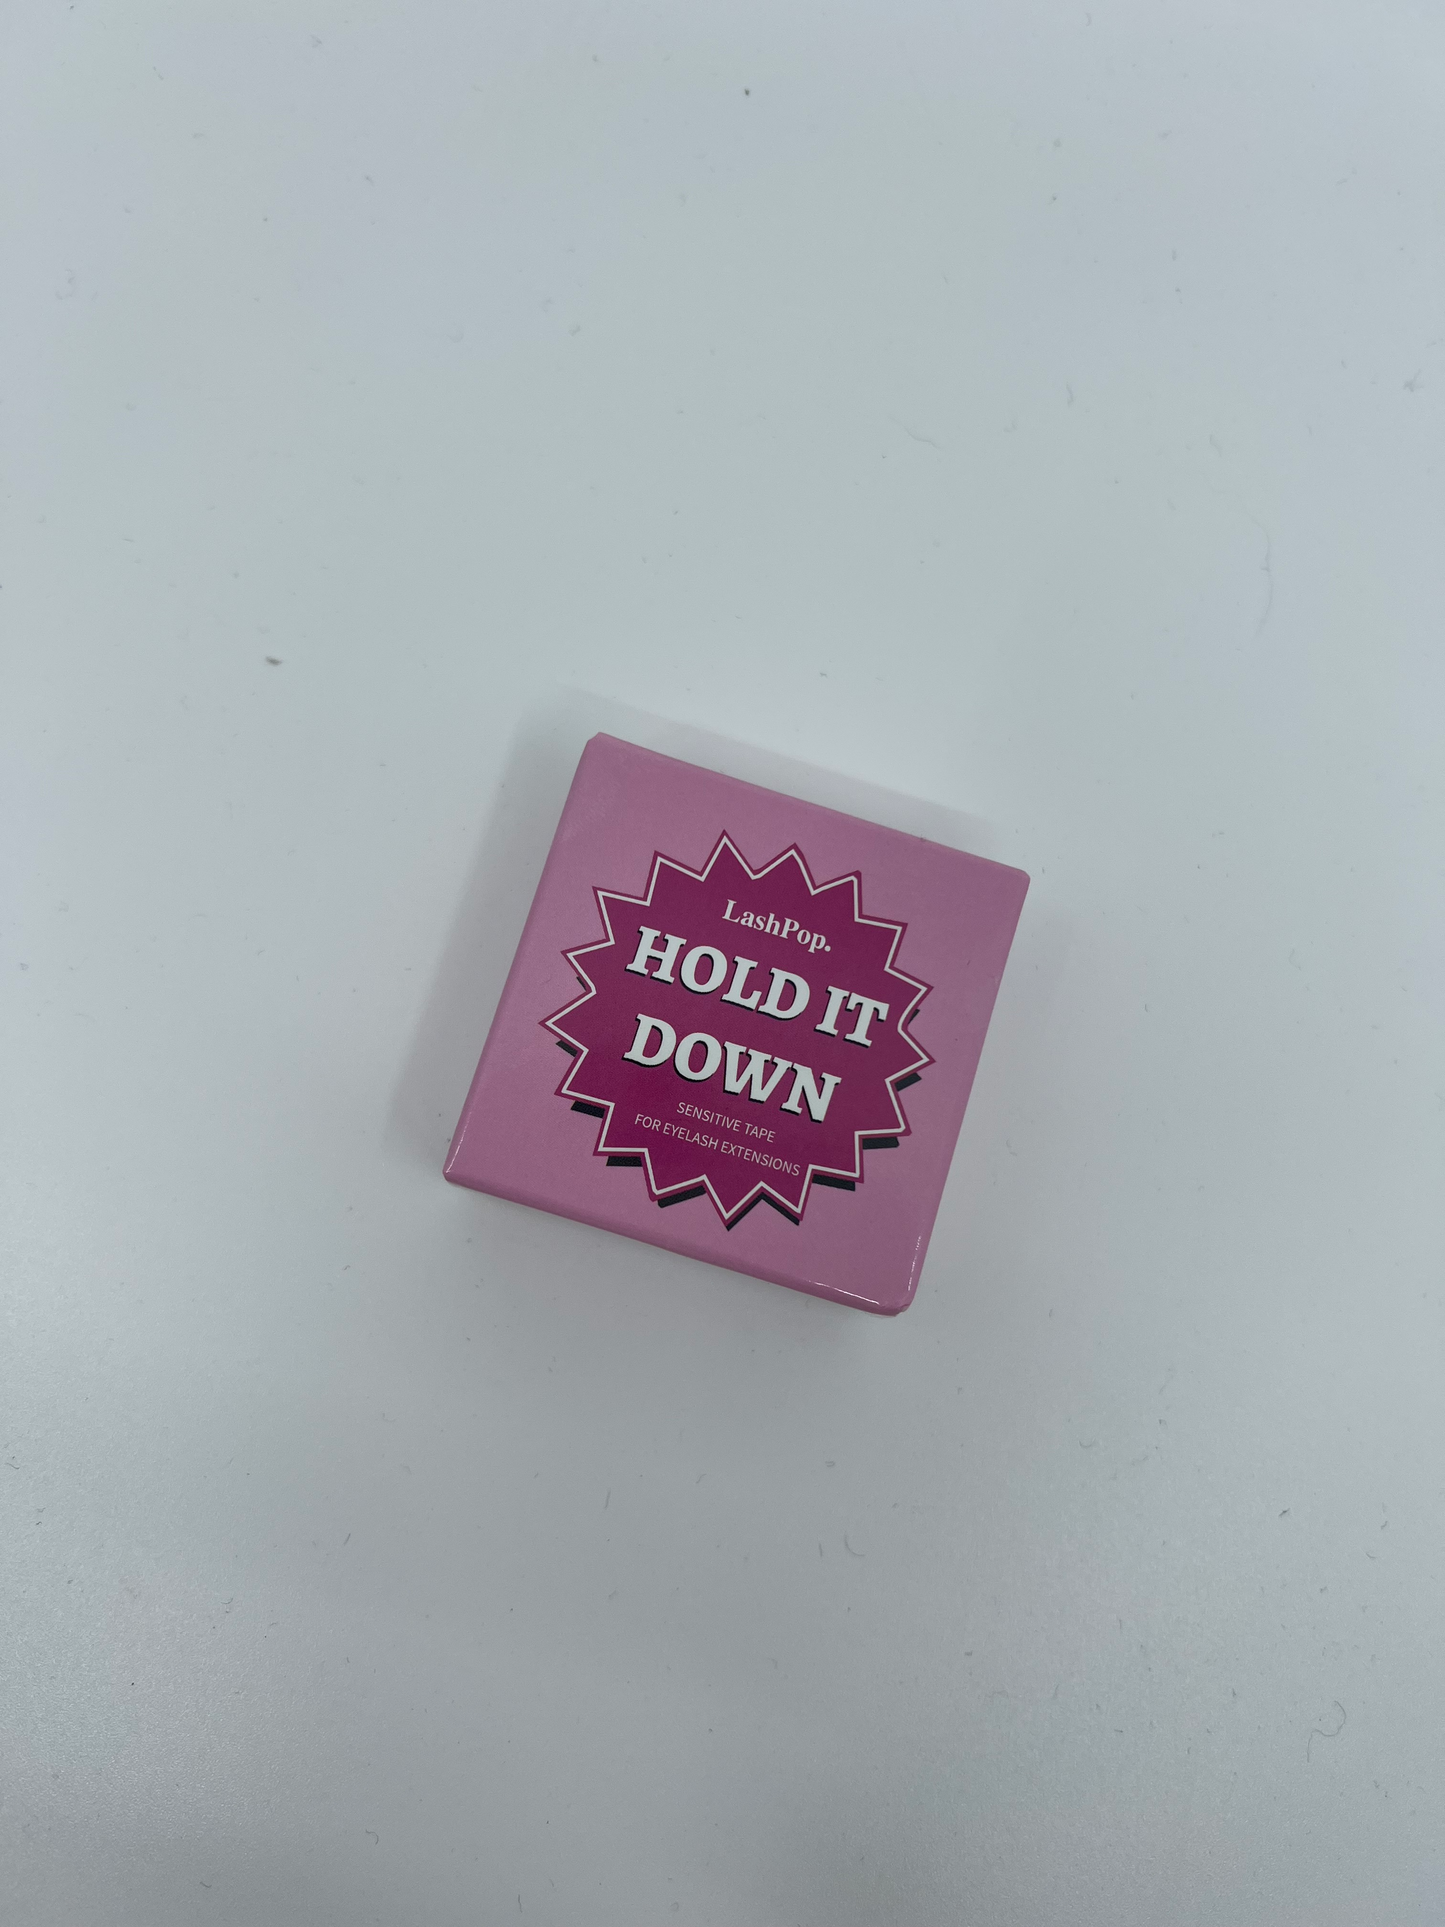 LashPop.
HOLD IT
DOWN
SENSITIVE TAPE
FOR EYELASH EXTENSIONS